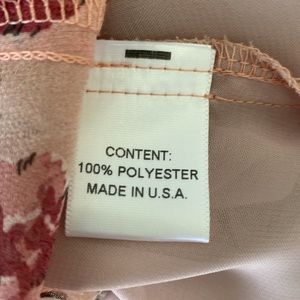 CONTENT:
100% POLYESTER
MADE IN U.S.A.